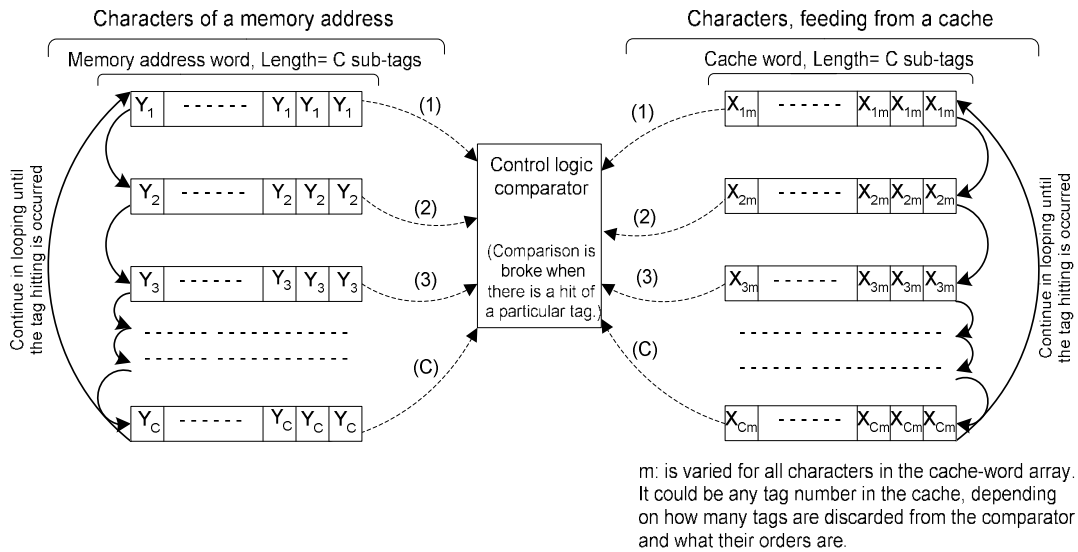 Characters of a memory address
Characters, feeding from a cache
Memory address word, Length= C sub-tags
Cache word, Length= C sub-tags
Y1 ------ Y1 Y1 Y1
(1)
(1)
X1m ------ X1m X1m X1m
Control logic
comparator
Y2 ------ Y2 Y2 Y2
(2)
(2)
X2m ------ X2m X2m X2m
(Comparison is
broke when
there is a hit of
a particular tag.)
Y3 ------ Y3 Y3 Y3
(3)
(3)
X3m ------ X3m X3m X3m
(C)
(C)
YC ------ YC YC YC
XCm ------ XCm XCm XCm
Continue in looping until
the tag hitting is occurred
Continue in looping until
the tag hitting is occurred
m: is varied for all characters in the cache-word array.
It could be any tag number in the cache, depending
on how many tags are discarded from the comparator
and what their orders are.